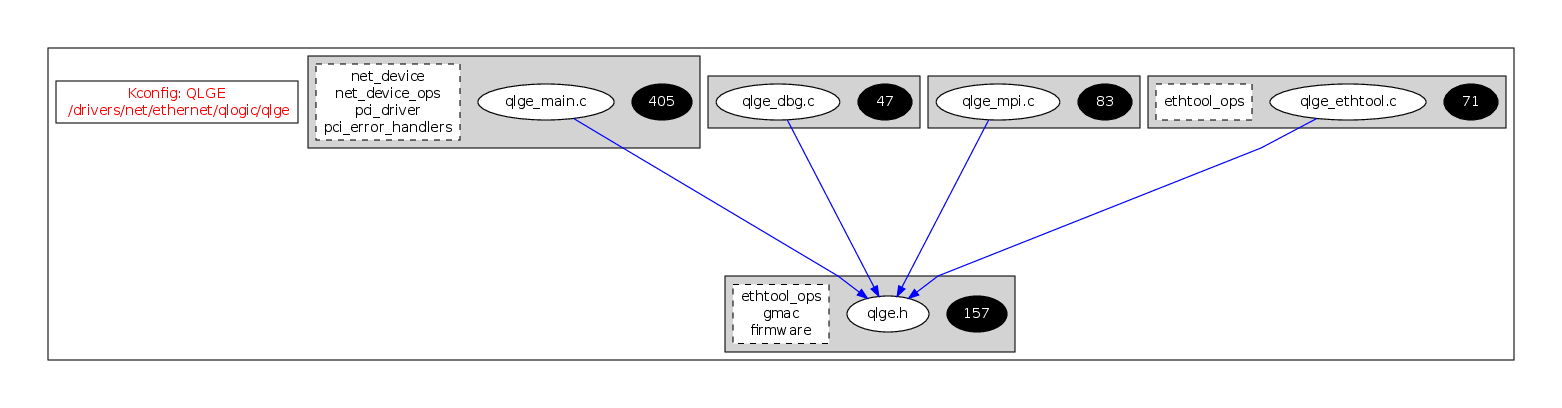 Kconfig: QLGE
/drivers/net/ethernet/qlogic/qlge
net_device
net_device_ops
pci_driver
pci_error_handlers
qlge_main.c
405
qlge_dbg.c
47
qlge_mpi.c
83
ethtool_ops
qlge_ethtool.c
71
ethtool_ops
gmac
firmware
qlge.h
157